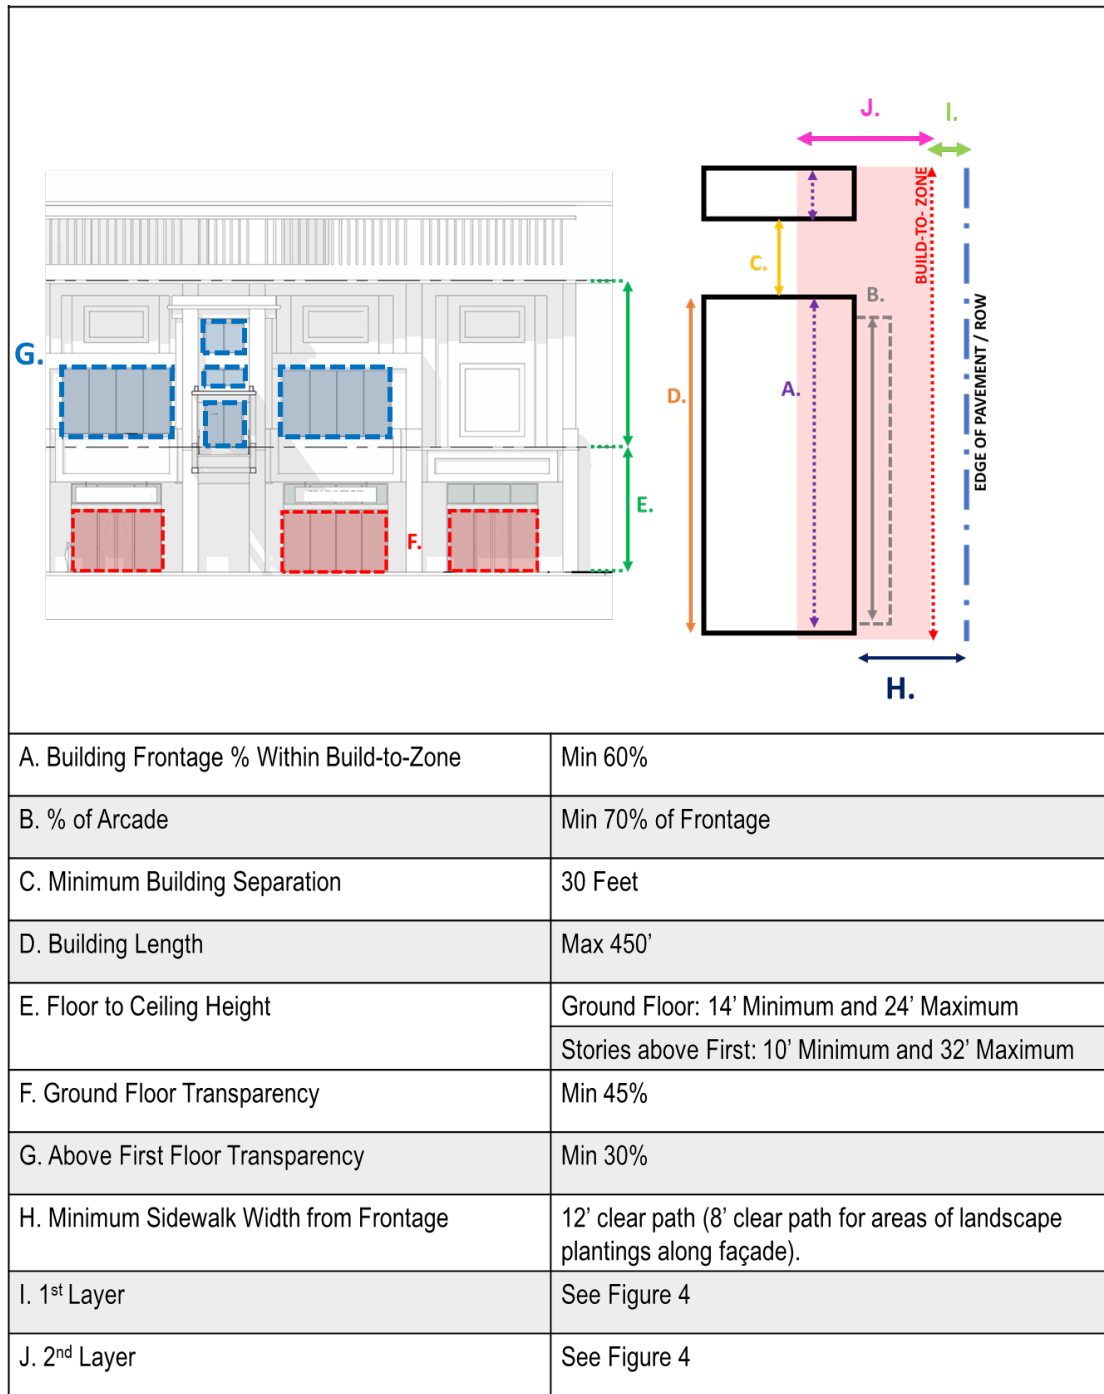 J.
I.
BUILD-TO- ZONE
C.
B.
G.
EDGE OF PAVEMENT / ROW
D.
A.
E.
F.
H.
A. Building Frontage % Within Build-to-Zone
Min 60%
B. % of Arcade
Min 70% of Frontage
C. Minimum Building Separation
30 Feet
D. Building Length
Max 450’
E. Floor to Ceiling Height
Ground Floor: 14’ Minimum and 24’ Maximum
Stories above First: 10’ Minimum and 32’ Maximum
F. Ground Floor Transparency
Min 45%
G. Above First Floor Transparency
Min 30%
H. Minimum Sidewalk Width from Frontage
12’ clear path (8’ clear path for areas of landscape
plantings along façade).
I. 1st Layer
See Figure 4
J. 2nd Layer
See Figure 4